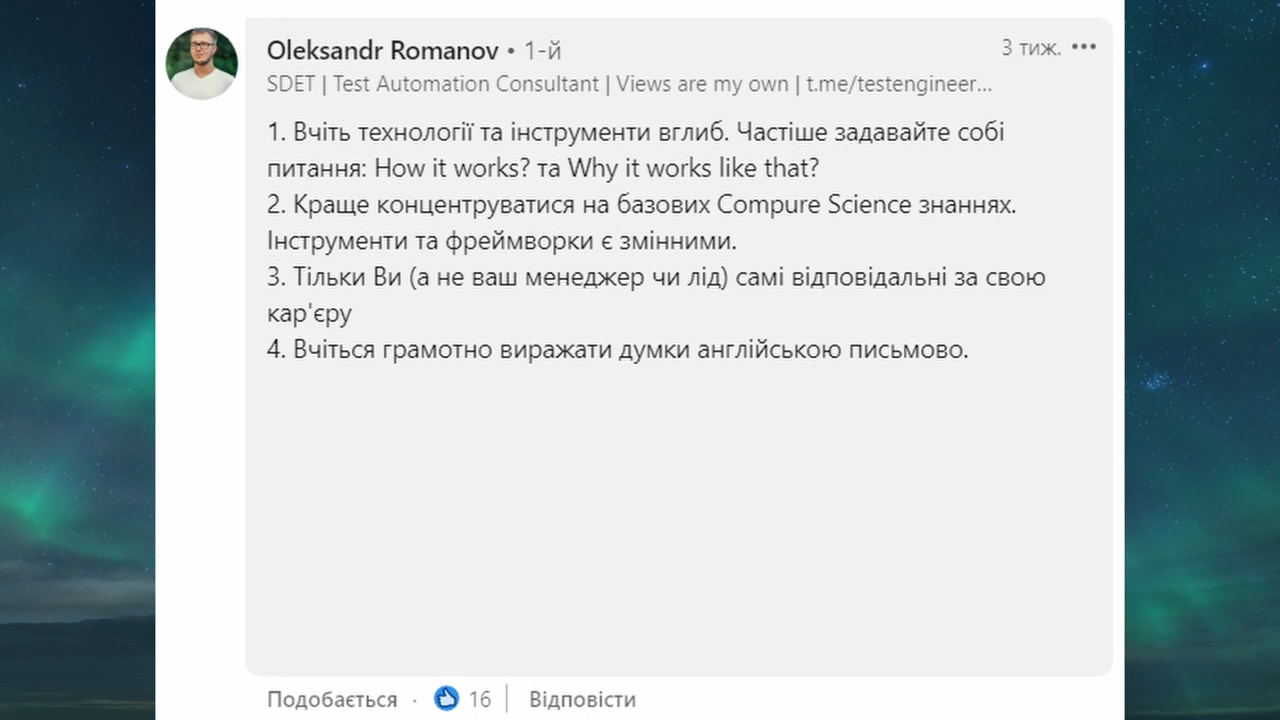 Oleksandr Romanov • 1-й
3 тиж. •••
SDET | Test Automation Consultant | Views are my own | t.me/testengineer...
1. Вчіть технології та інструменти вглиб. Частіше задавайте собі
питання: How it works? та Why it works like that?
2. Краще концентруватися на базових Compure Science знаннях.
Інструменти та фреймворки є змінними.
3. Тільки Ви (а не ваш менеджер чи лід) самі відповідальні за свою
кар'єру
4. Вчіться грамотно виражати думки англійською письмово.
Подобається · 16 | Відповісти